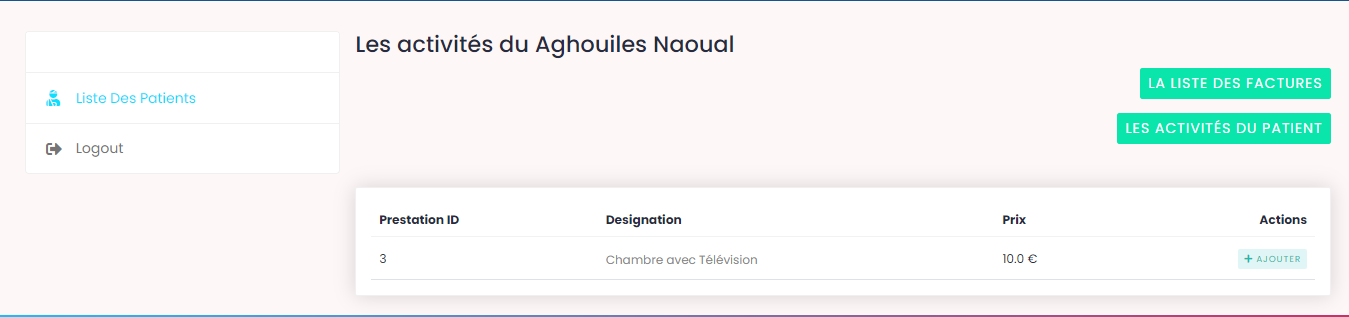 Les activités du Aghouiles Naoual
Liste Des Patients
Logout
LA LISTE DES FACTURES
LES ACTIVITÉS DU PATIENT
Prestation ID Designation Prix Actions
3 Chambre avec Télévision 10.0 € + AJOUTER